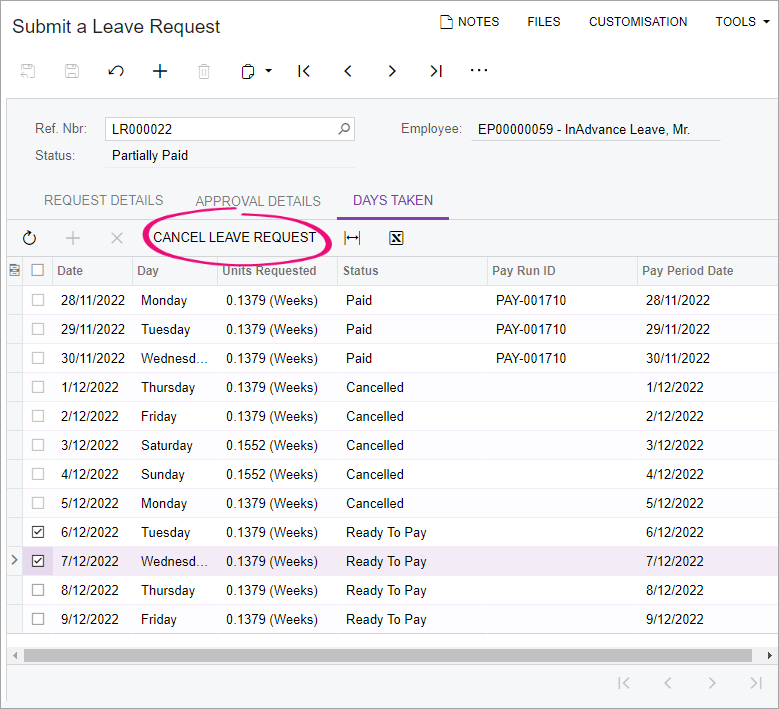 Submit a Leave Request NOTES FILES CUSTOMISATION TOOLS
Ref. Nbr: LR000022 Employee: EP00000059 - InAdvance Leave, Mr.
Status: Partially Paid
REQUEST DETAILS APPROVAL DETAILS DAYS TAKEN
CANCEL LEAVE REQUEST
Date Day Units Requested Status Pay Run ID Pay Period Date
28/11/2022 Monday 0.1379 (Weeks) Paid PAY-001710 28/11/2022
29/11/2022 Tuesday 0.1379 (Weeks) Paid PAY-001710 29/11/2022
30/11/2022 Wednesd... 0.1379 (Weeks) Paid PAY-001710 30/11/2022
1/12/2022 Thursday 0.1379 (Weeks) Cancelled 1/12/2022
2/12/2022 Friday 0.1379 (Weeks) Cancelled 2/12/2022
3/12/2022 Saturday 0.1552 (Weeks) Cancelled 3/12/2022
4/12/2022 Sunday 0.1552 (Weeks) Cancelled 4/12/2022
5/12/2022 Monday 0.1379 (Weeks) Cancelled 5/12/2022
6/12/2022 Tuesday 0.1379 (Weeks) Ready To Pay 6/12/2022
7/12/2022 Wednesd... 0.1379 (Weeks) Ready To Pay 7/12/2022
8/12/2022 Thursday 0.1379 (Weeks) Ready To Pay 8/12/2022
9/12/2022 Friday 0.1379 (Weeks) Ready To Pay 9/12/2022